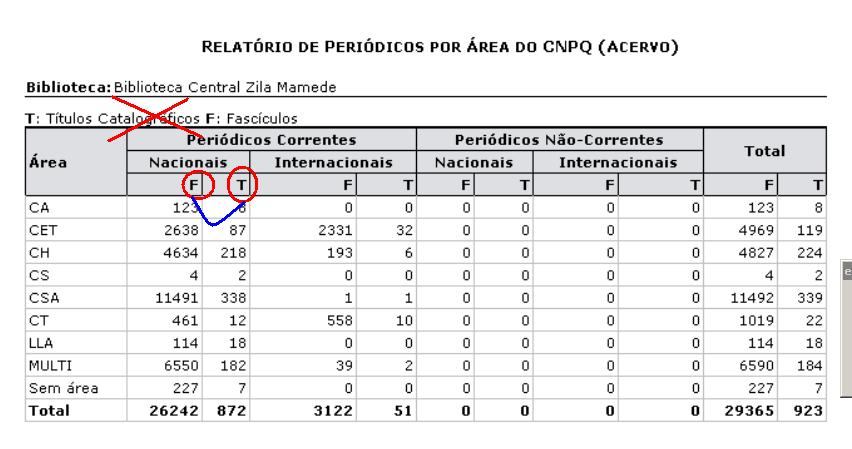 RELATÓRIO DE PERIÓDICOS POR ÁREA DO CNPQ (ACERVO)
Biblioteca: Biblioteca Central Zila Mamede
T: Títulos Catalográficos F: Fascículos
Área Periódicos Correntes Periódicos Não-Correntes Total
Nacionais Internacionais Nacionais Internacionais
F T F T F T F T F T
CA 123 8 0 0 0 0 0 0 123 8
CET 2638 87 2331 32 0 0 0 0 4969 119
CH 4634 218 193 6 0 0 0 0 4827 224
CS 4 2 0 0 0 0 0 0 4 2
CSA 11491 338 1 1 0 0 0 0 11492 339
CT 461 12 558 10 0 0 0 0 1019 22
LLA 114 18 0 0 0 0 0 0 114 18
MULTI 6550 182 39 2 0 0 0 0 6590 184
Sem área 227 7 0 0 0 0 0 0 227 7
Total 26242 872 3122 51 0 0 0 0 29365 923
e